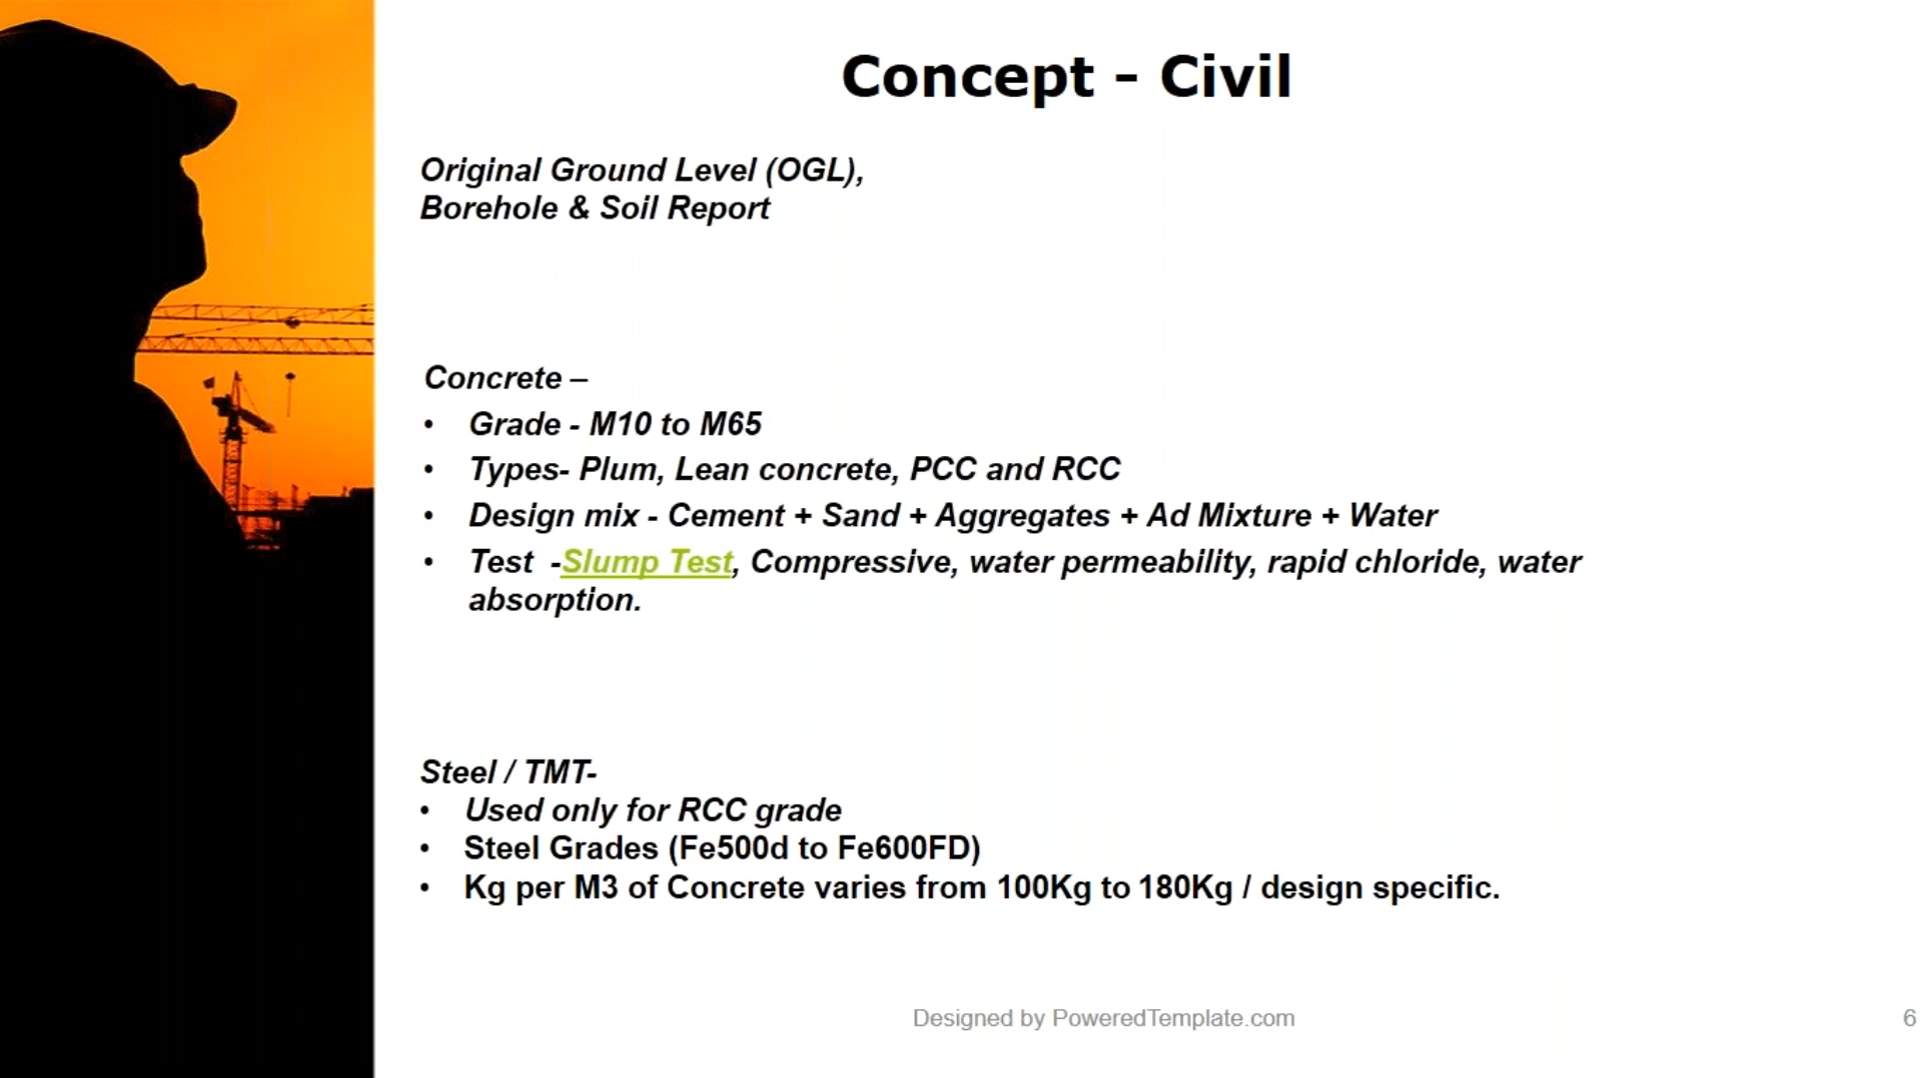 Concept – Civil
Original Ground Level (OGL),
Borehole & Soil Report
Concrete –
• Grade - M10 to M65
• Types- Plum, Lean concrete, PCC and RCC
• Design mix - Cement + Sand + Aggregates + Ad Mixture + Water
• Test -Slump Test, Compressive, water permeability, rapid chloride, water
absorption.
Steel / TMT-
• Used only for RCC grade
• Steel Grades (Fe500d to Fe600FD)
• Kg per M3 of Concrete varies from 100Kg to 180Kg / design specific.
Designed by PoweredTemplate.com
6